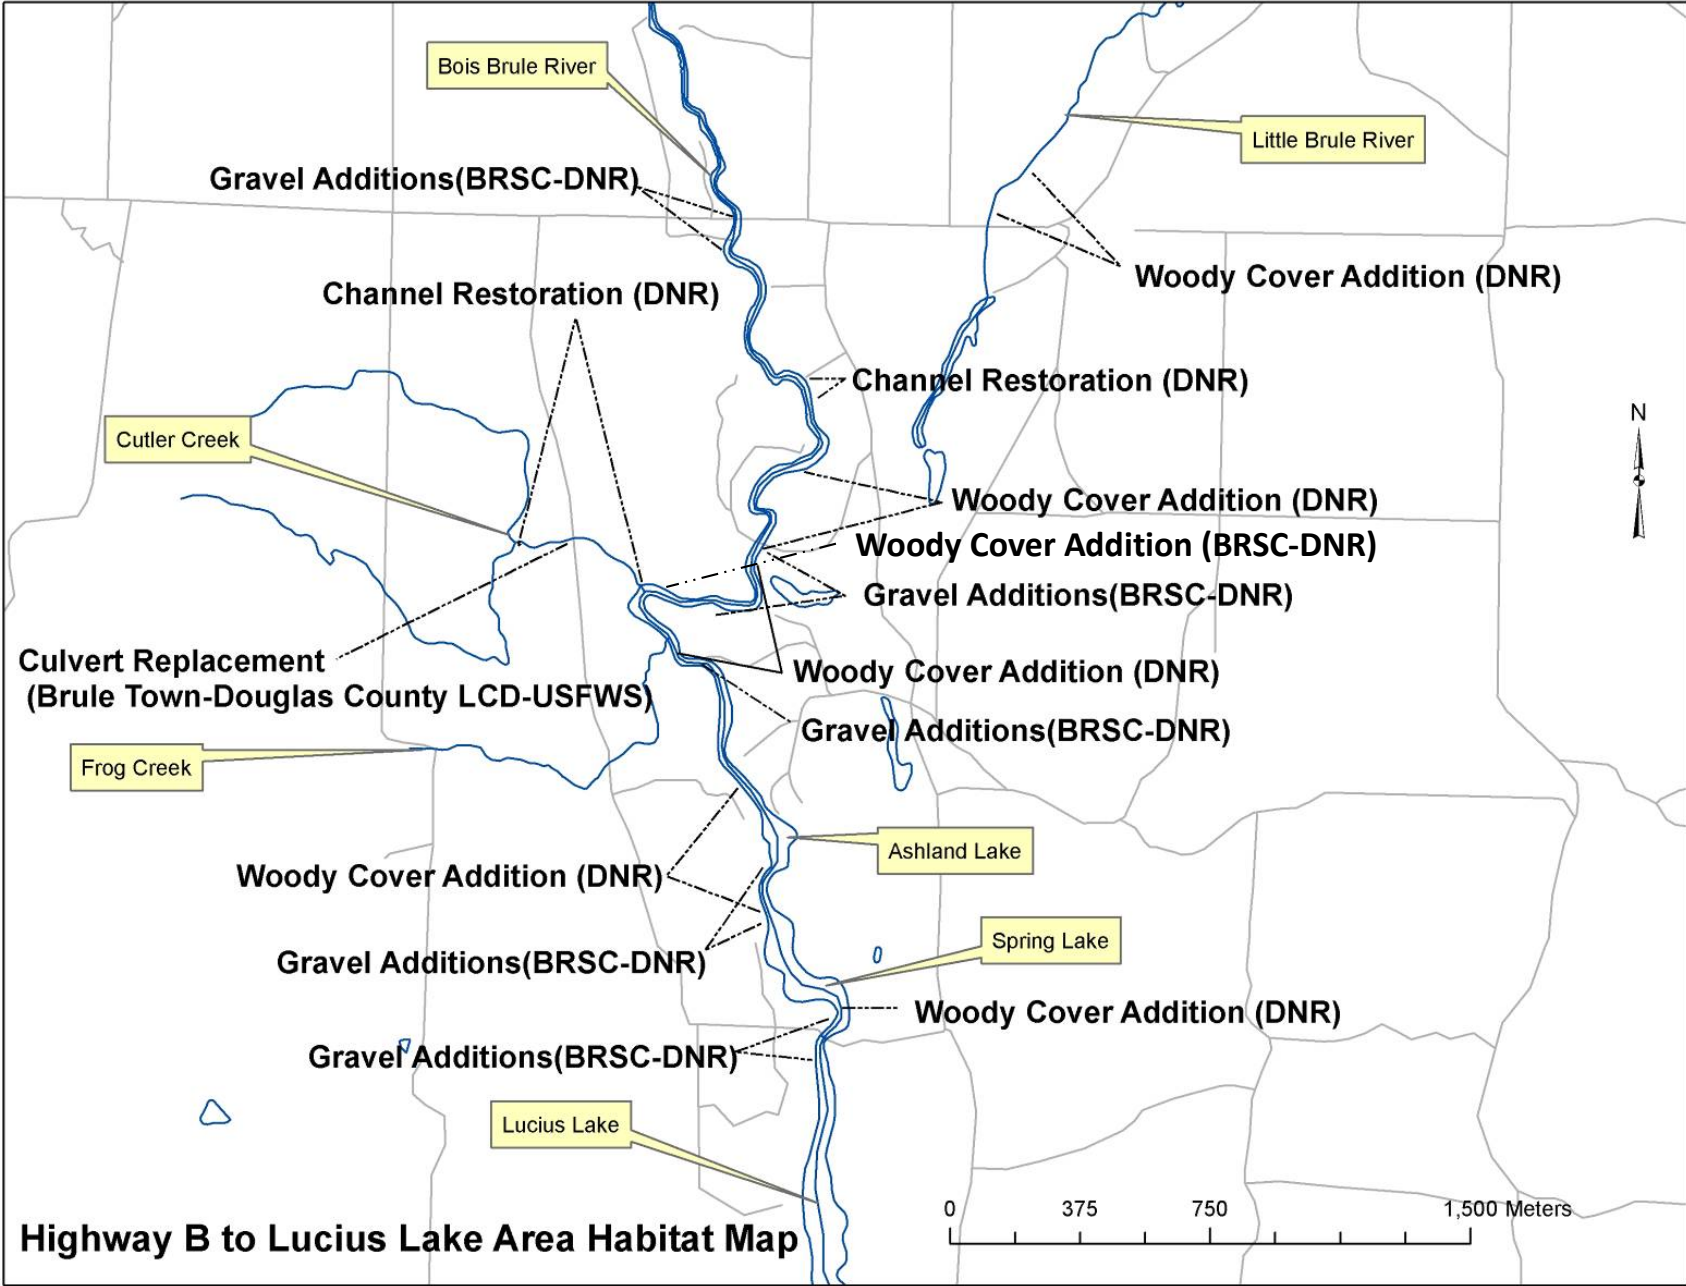 Bois Brule River
Little Brule River
Gravel Additions(BRSC-DNR)
Woody Cover Addition (DNR)
Channel Restoration (DNR)
Channel Restoration (DNR)
N
Cutler Creek
Woody Cover Addition (DNR)
Woody Cover Addition (BRSC-DNR)
Gravel Additions(BRSC-DNR)
Culvert Replacement
(Brule Town-Douglas County LCD-USFWS)
Woody Cover Addition (DNR)
Gravel Additions(BRSC-DNR)
Frog Creek
Ashland Lake
Woody Cover Addition (DNR)
Spring Lake
Gravel Additions(BRSC-DNR)
Woody Cover Addition (DNR)
Gravel Additions(BRSC-DNR)
Lucius Lake
0 375 750 1,500 Meters
Highway B to Lucius Lake Area Habitat Map